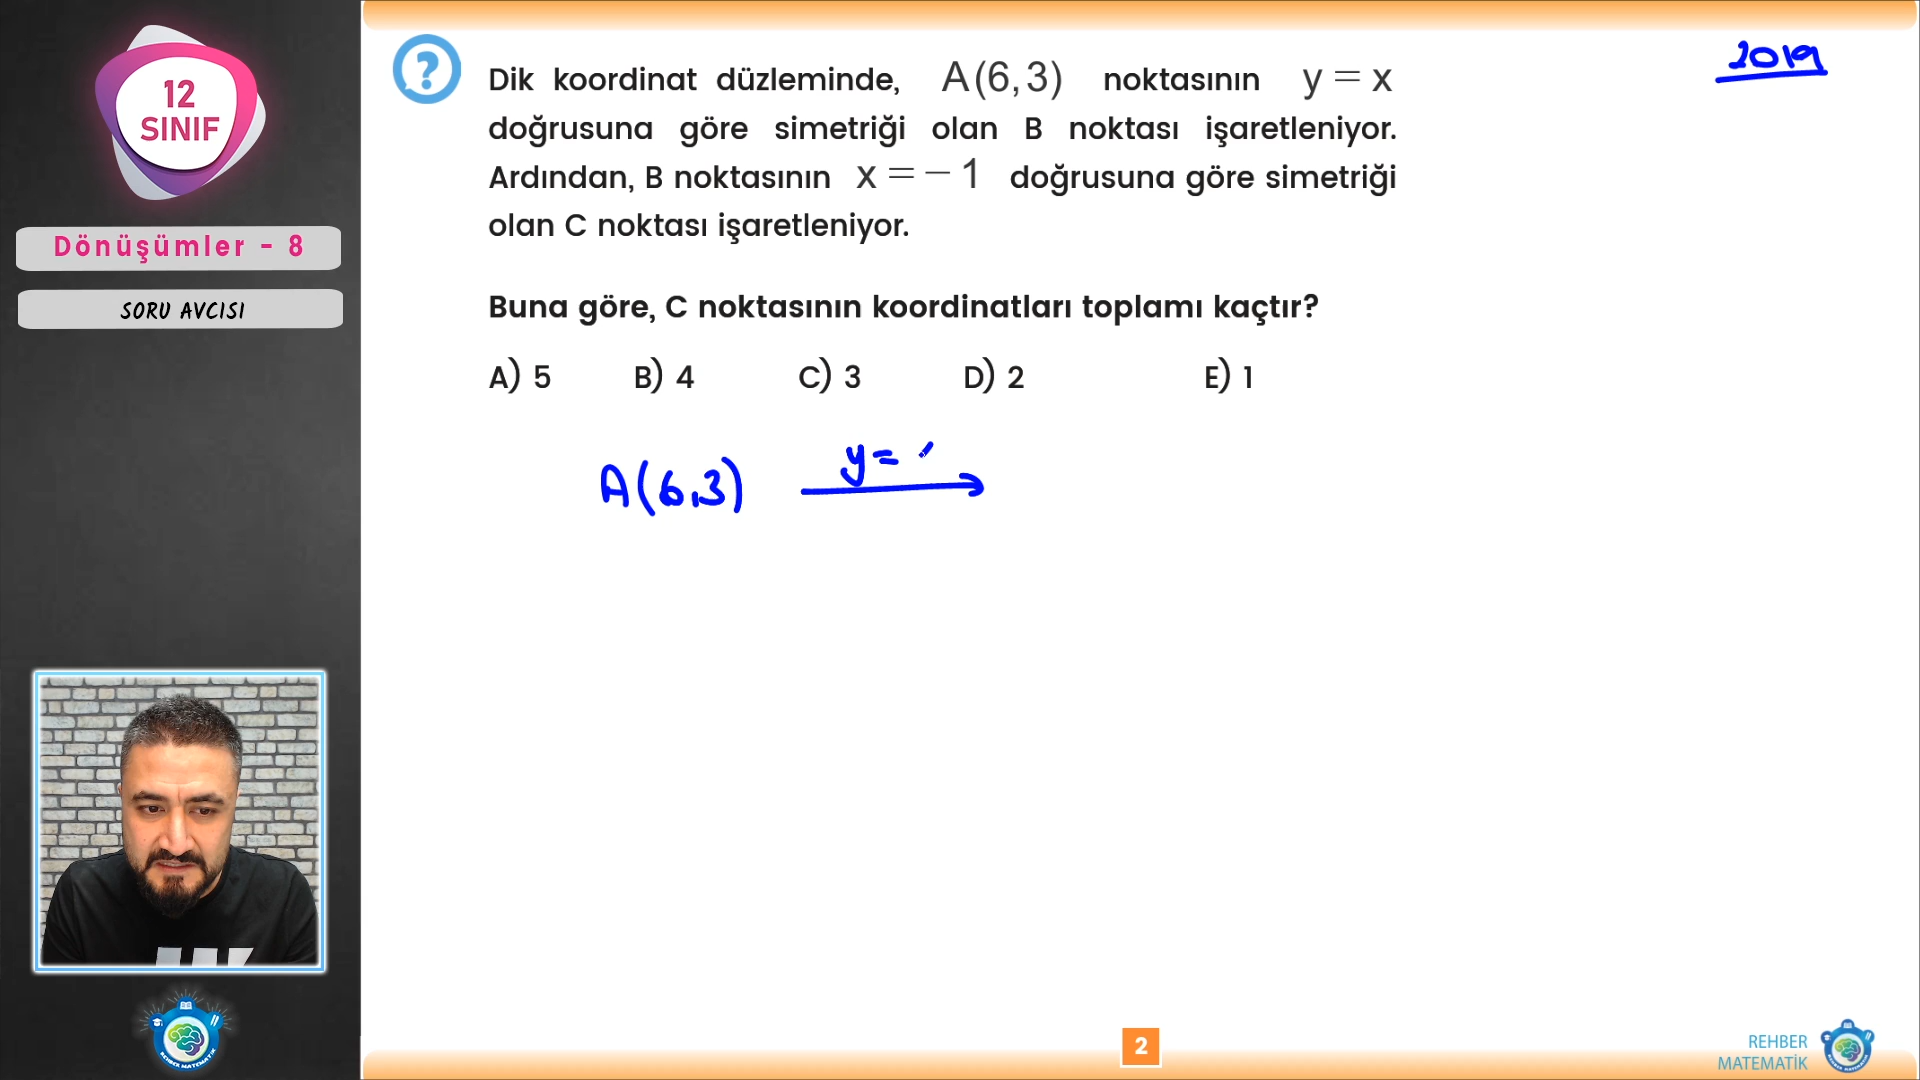 12
SINIF
Dönüşümler - 8
SORU AVCISI
2019
Dik koordinat düzleminde, A(6,3) noktasının y = x
doğrusuna göre simetriği olan B noktası işaretleniyor.
Ardından, B noktasının x = - 1 doğrusuna göre simetriği
olan C noktası işaretleniyor.
Buna göre, C noktasının koordinatları toplamı kaçtır?
A) 5 B) 4 C) 3 D) 2 E) 1
A(6,3) y=
2
REHBER
MATEMATİK
REHBER MATEMATİK